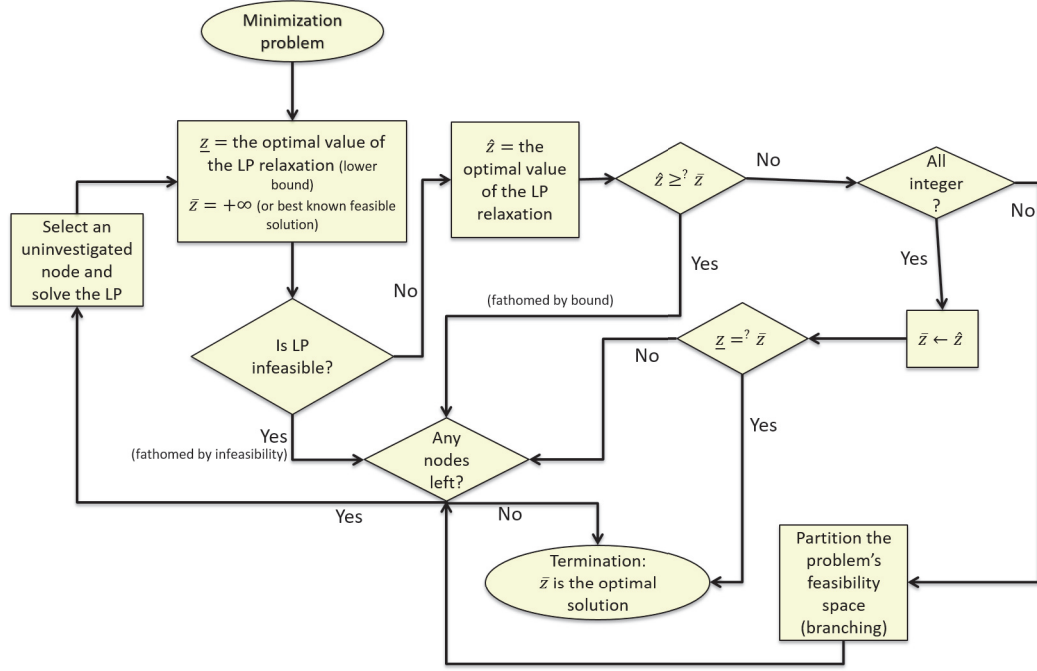 Minimization
problem
z̲ = the optimal value of
the LP relaxation (lower
bound)
z̄ = +∞ (or best known feasible
solution)
ẑ = the
optimal value
of the LP
relaxation
ẑ ≥? z̄
No
All
integer
?
No
Select an
uninvestigated
node and
solve the LP
Yes
Yes
No
(fathomed by bound)
Is LP
infeasible?
z̲ =? z̄
z̄ ← ẑ
No
Yes
(fathomed by infeasibility)
Any
nodes
left?
Yes
Yes
No
Termination:
z̄ is the optimal
solution
Partition the
problem's
feasibility
space
(branching)